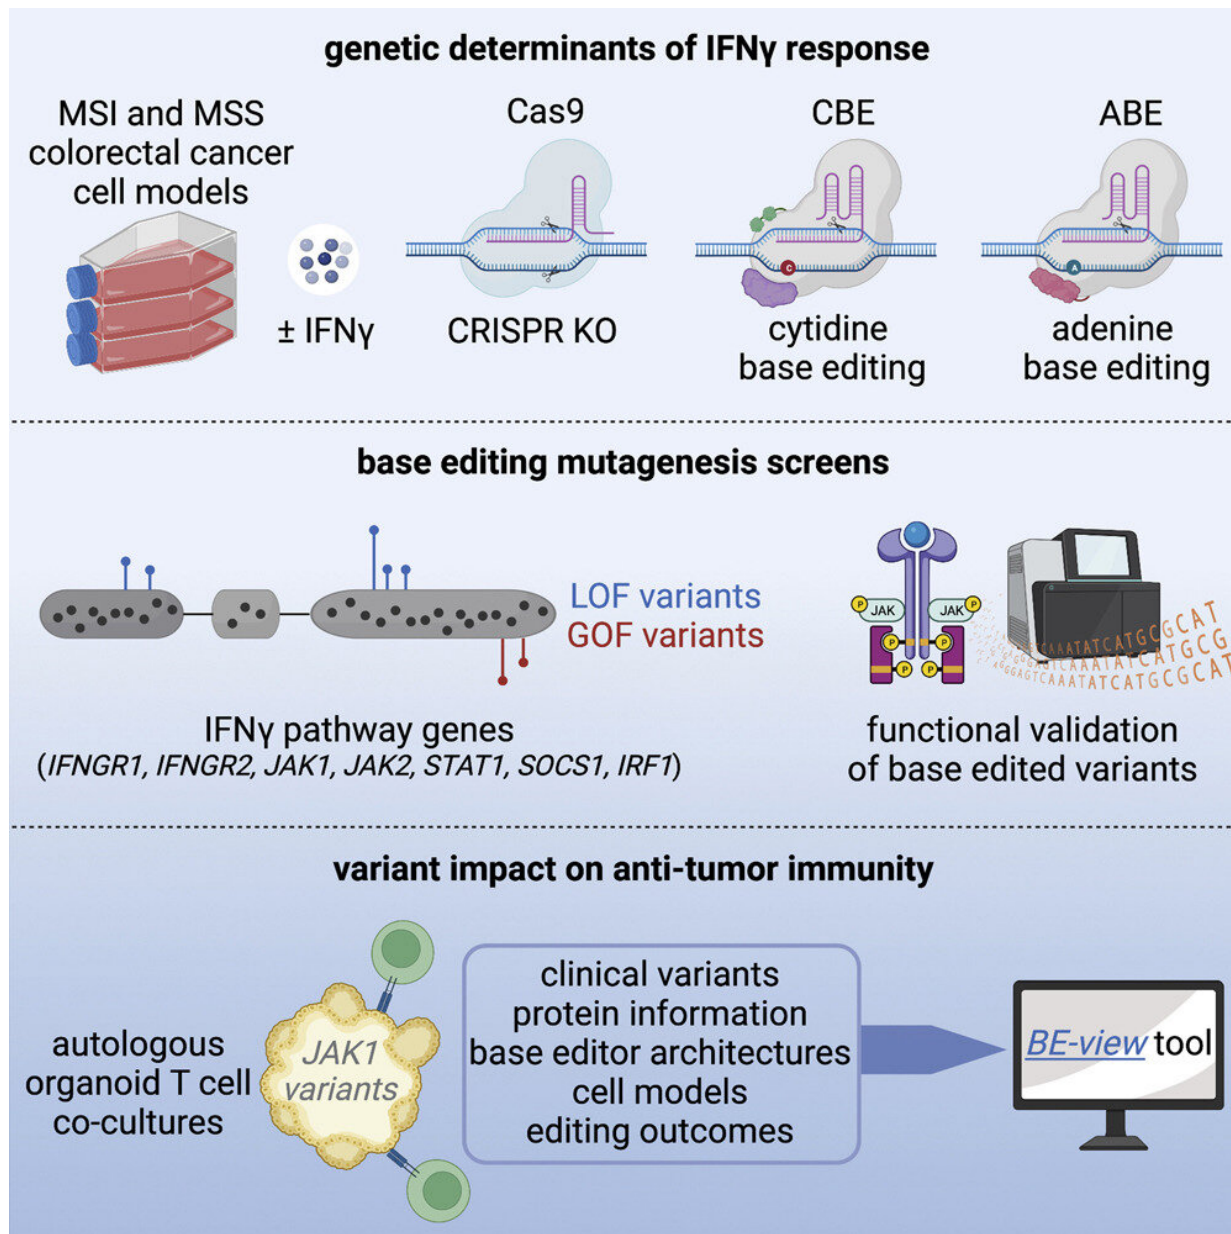 genetic determinants of IFNγ response
MSI and MSS
colorectal cancer
cell models
± IFNγ
Cas9
CRISPR KO
CBE
C
cytidine
base editing
ABE
A
adenine
base editing
base editing mutagenesis screens
LOF variants
GOF variants
IFNγ pathway genes
(IFNGR1, IFNGR2, JAK1, JAK2, STAT1, SOCS1, IRF1)
P JAK JAK P
P P
P P
functional validation
of base edited variants
variant impact on anti-tumor immunity
autologous
organoid T cell
co-cultures
JAK1
variants
clinical variants
protein information
base editor architectures
cell models
editing outcomes
BE-view tool